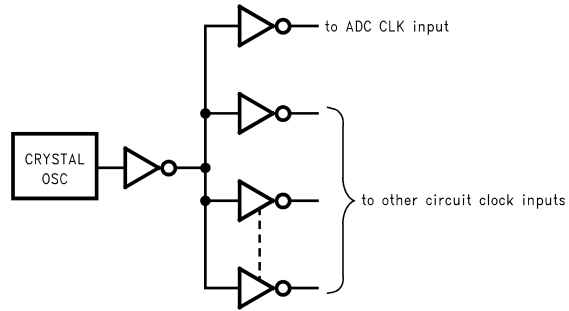 to ADC CLK input
CRYSTAL
OSC
to other circuit clock inputs